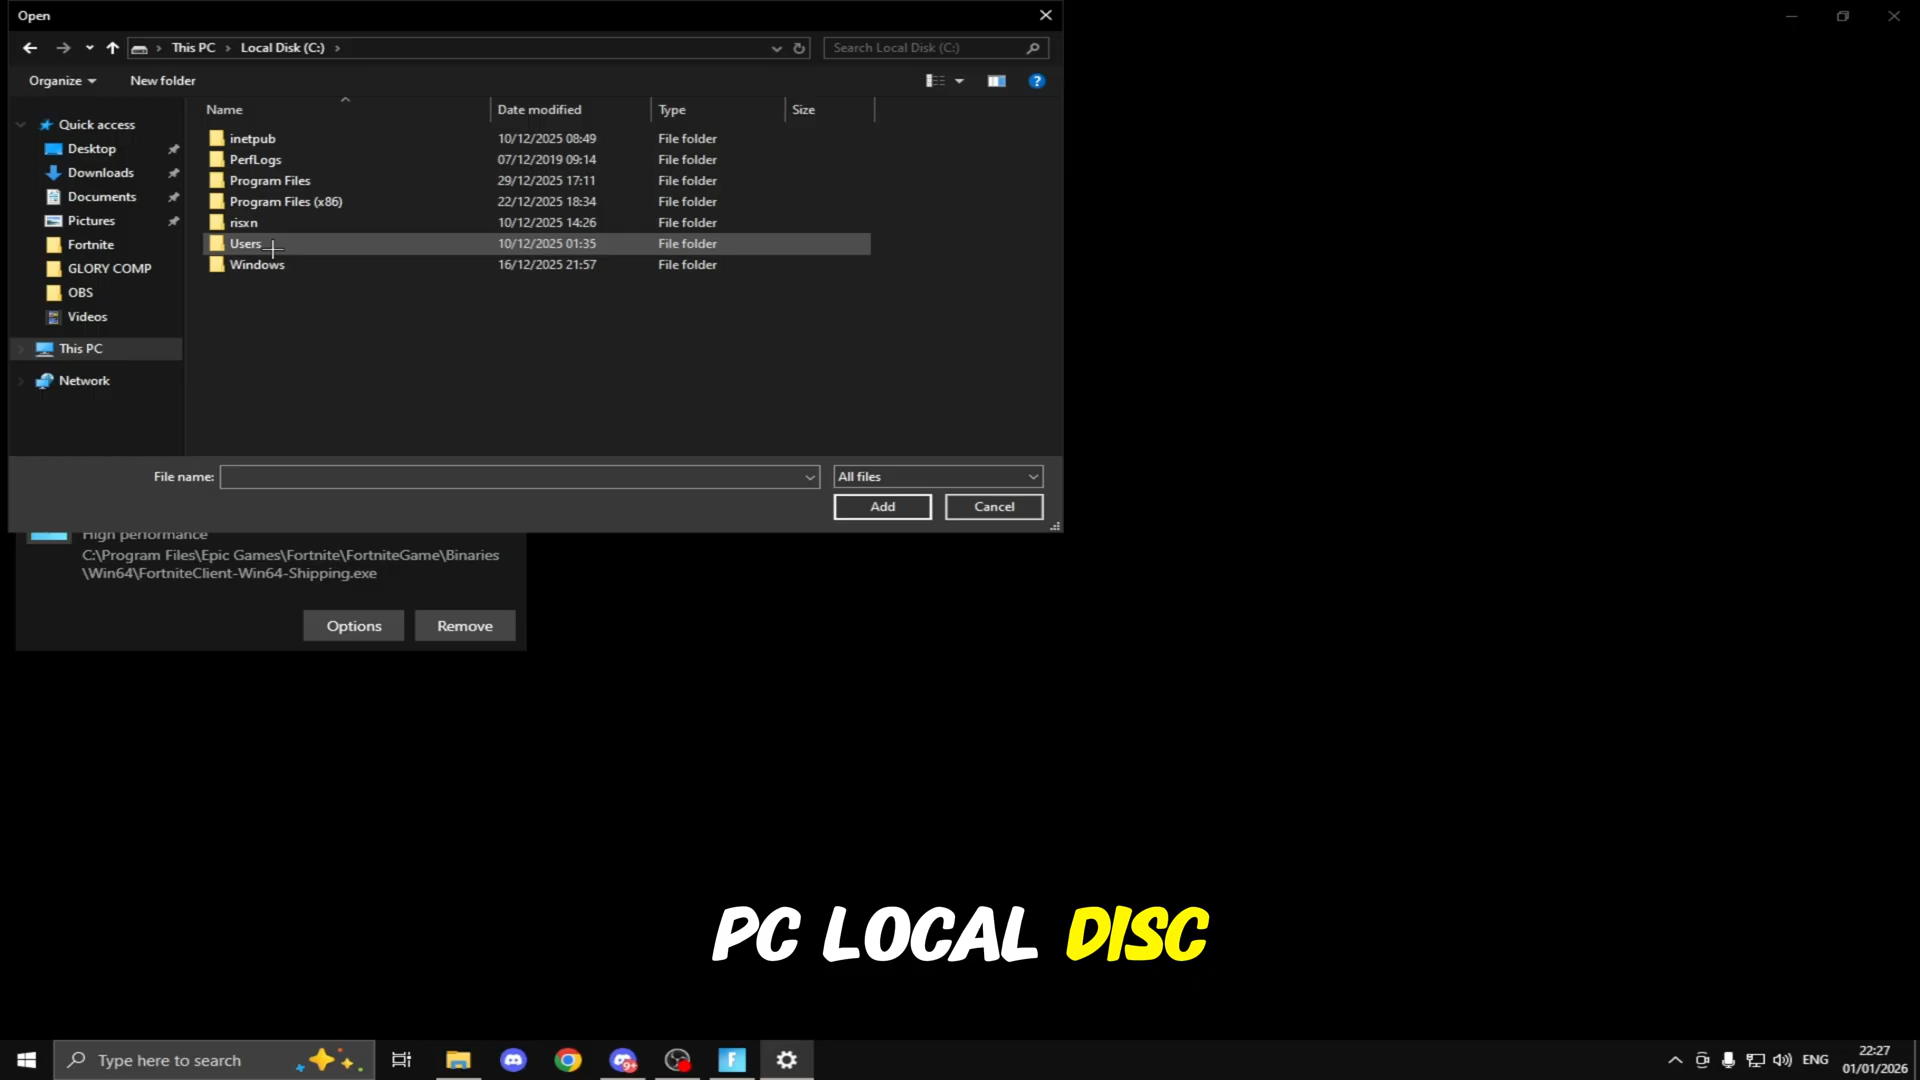 Open
This PC > Local Disk (C:) >
Search Local Disk (C:)
Organize
New folder
Name
Date modified
Type
Size
Quick access
Desktop
Downloads
Documents
Pictures
Fortnite
GLORY COMP
OBS
Videos
This PC
Network
inetpub 10/12/2025 08:49 File folder
PerfLogs 07/12/2019 09:14 File folder
Program Files 29/12/2025 17:11 File folder
Program Files (x86) 22/12/2025 18:34 File folder
risxn 10/12/2025 14:26 File folder
Users 10/12/2025 01:35 File folder
Windows 16/12/2025 21:57 File folder
File name:
All files
Add
Cancel
High performance
C:\Program Files\Epic Games\Fortnite\FortniteGame\Binaries
\Win64\FortniteClient-Win64-Shipping.exe
Options
Remove
PC LOCAL DISC
Type here to search
9+
F
ENG
22:27
01/01/2026